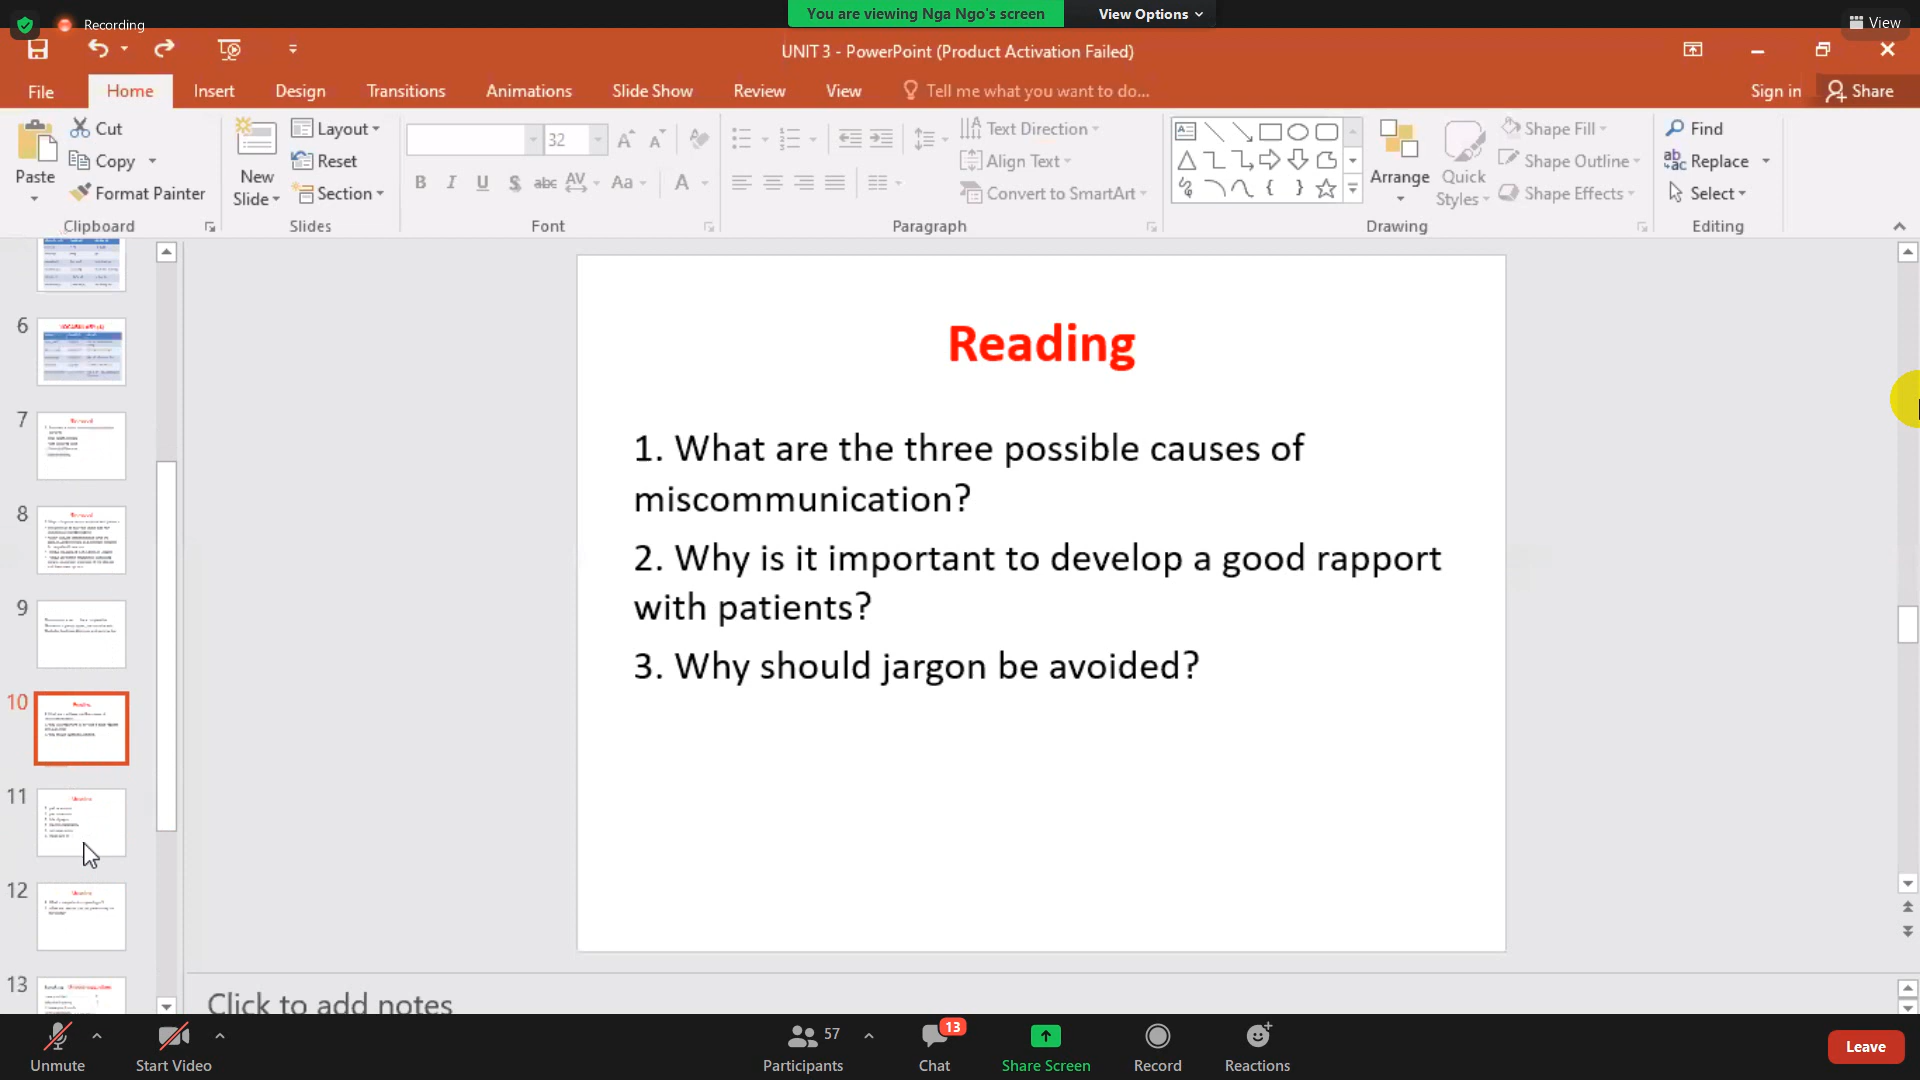 Recording
You are viewing Nga Ngo's screen
View Options
View
UNIT 3 - PowerPoint (Product Activation Failed)
File
Home
Insert
Design
Transitions
Animations
Slide Show
Review
View
Tell me what you want to do...
Sign in
Share
Paste
Cut
Copy
Format Painter
Clipboard
New Slide
Layout
Reset
Section
Slides
32
B I U S abc AV Aa A
Font
Text Direction
Align Text
Convert to SmartArt
Paragraph
Arrange
Quick Styles
Shape Fill
Shape Outline
Shape Effects
Drawing
Find
Replace
Select
Editing
6
7
8
9
10
11
12
13
Reading
1. What are the three possible causes of
miscommunication?
2. Why is it important to develop a good rapport
with patients?
3. Why should jargon be avoided?
Click to add notes
Unmute
Start Video
57
Participants
13
Chat
Share Screen
Record
Reactions
Leave